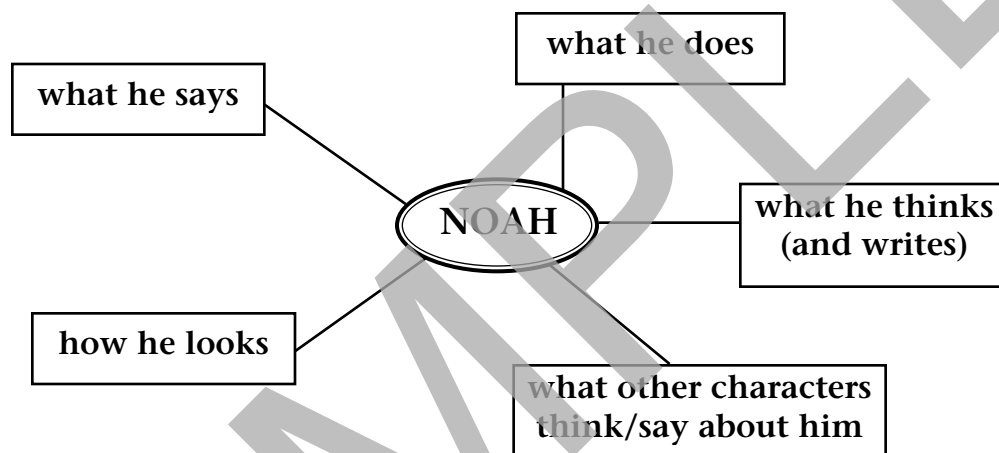 what he does
what he says
NOAH
what he thinks
(and writes)
how he looks
what other characters
think/say about him